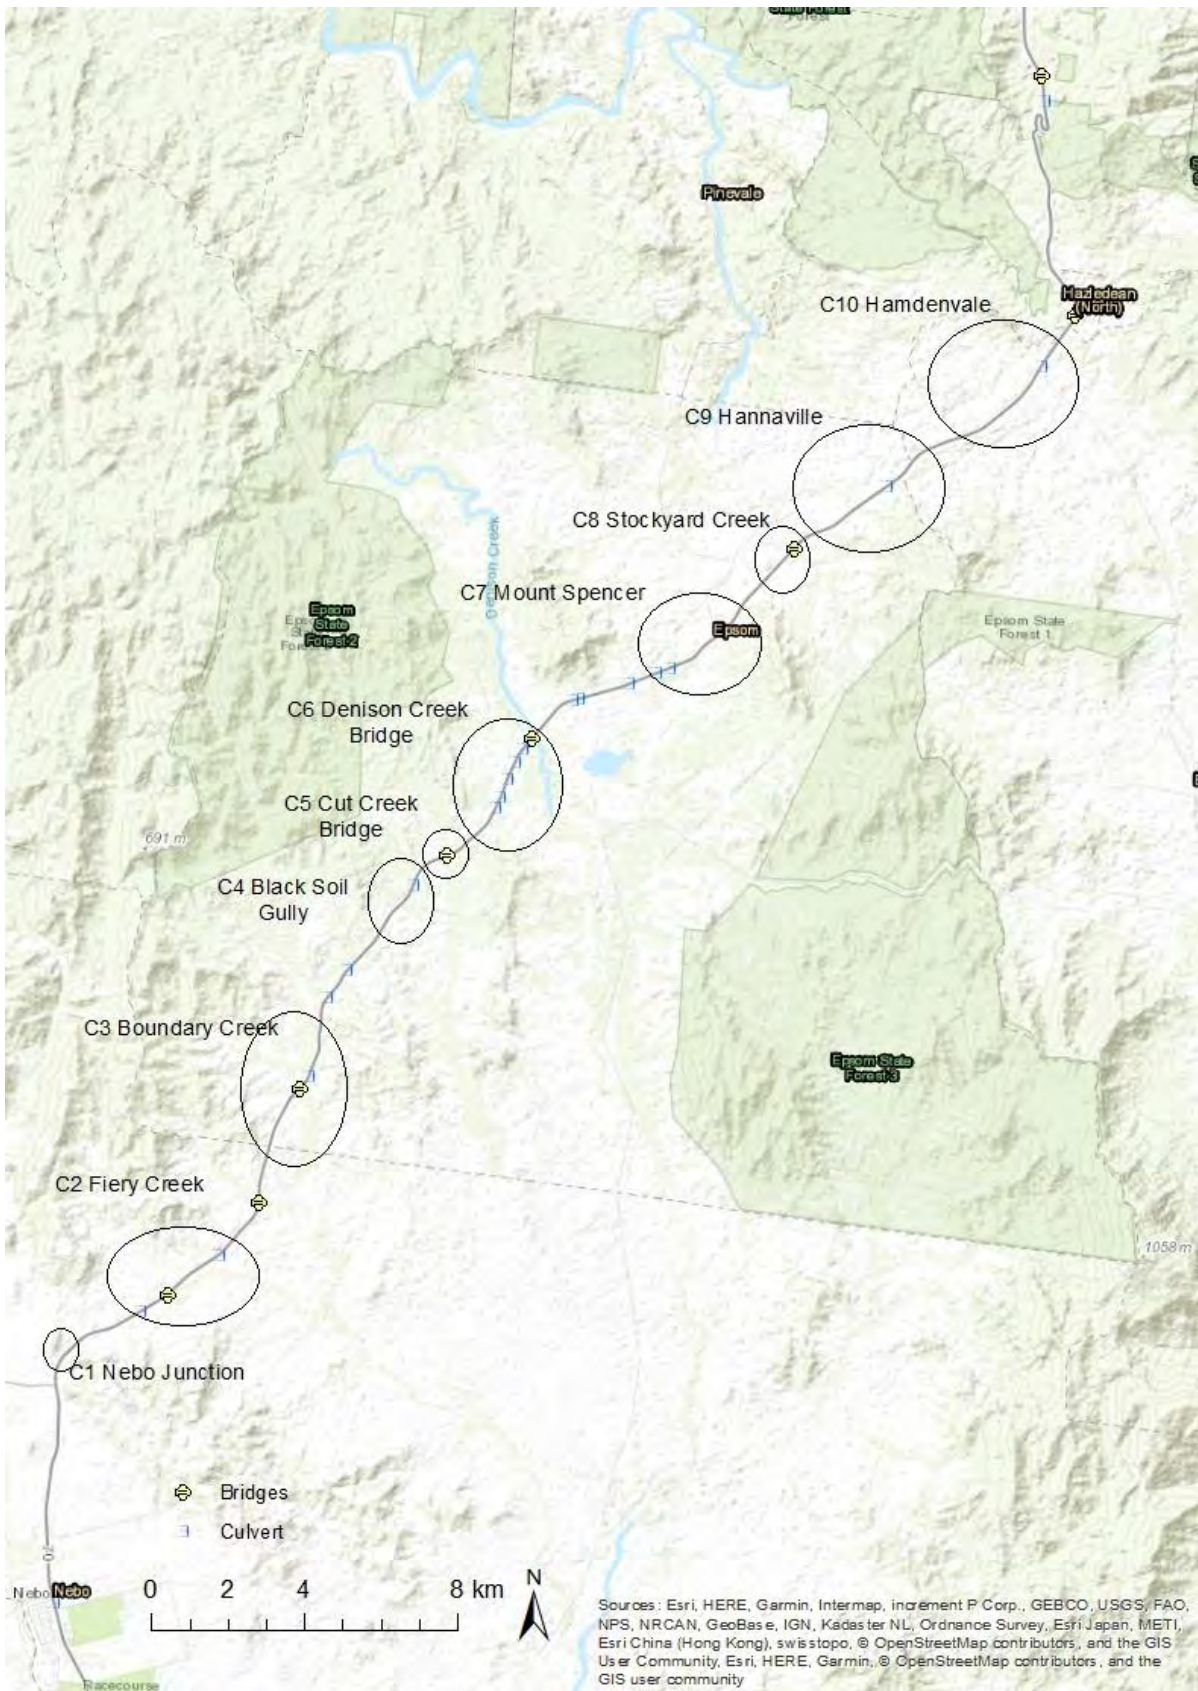 State Forest
Forest
Pinevale
Hazledean
(North)
C10 Hamdenvale
C9 Hannaville
C8 Stockyard Creek
Denison Creek
C7 Mount Spencer
Epsom
State
Forest 2
Epsom
Epsom State
Forest 1
C6 Denison Creek
Bridge
C5 Cut Creek
Bridge
691 m
C4 Black Soil
Gully
C3 Boundary Creek
Epsom State
Forest 3
C2 Fiery Creek
1058 m
C1 Nebo Junction
Bridges
Culvert
70
Nebo
Nebo
0 2 4 8 km
N
Racecourse
Sources: Esri, HERE, Garmin, Intermap, increment P Corp., GEBCO, USGS, FAO,
NPS, NRCAN, GeoBase, IGN, Kadaster NL, Ordnance Survey, Esri Japan, METI,
Esri China (Hong Kong), swisstopo, © OpenStreetMap contributors, and the GIS
User Community, Esri, HERE, Garmin, © OpenStreetMap contributors, and the
GIS user community